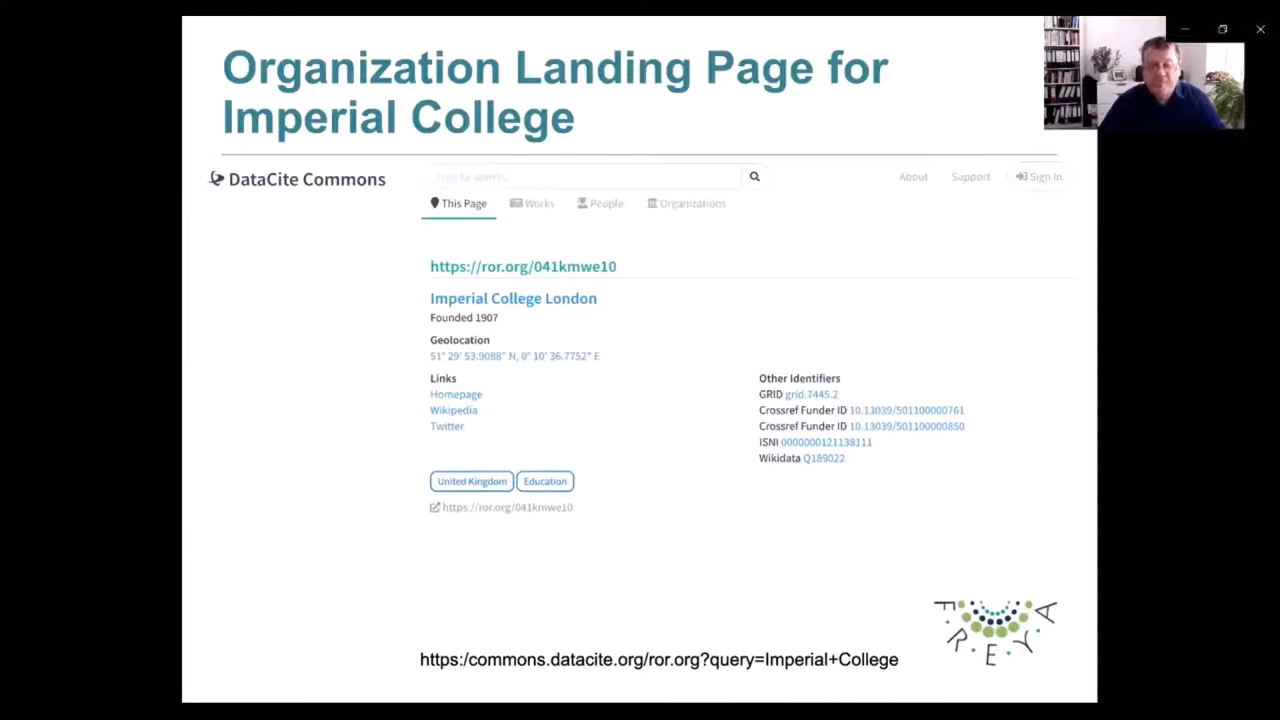 Organization Landing Page for
Imperial College
DataCite Commons
Type to search...
About
Support
Sign In
This Page
Works
People
Organizations
https://ror.org/041kmwe10
Imperial College London
Founded 1907
Geolocation
51° 29' 53.9088" N, 0° 10' 36.7752" E
Links
Homepage
Wikipedia
Twitter
Other Identifiers
GRID grid.7445.2
Crossref Funder ID 10.13039/501100000761
Crossref Funder ID 10.13039/501100000850
ISNI 0000000121138111
Wikidata Q189022
United Kingdom
Education
https://ror.org/041kmwe10
FREYA
https:/commons.datacite.org/ror.org?query=Imperial+College